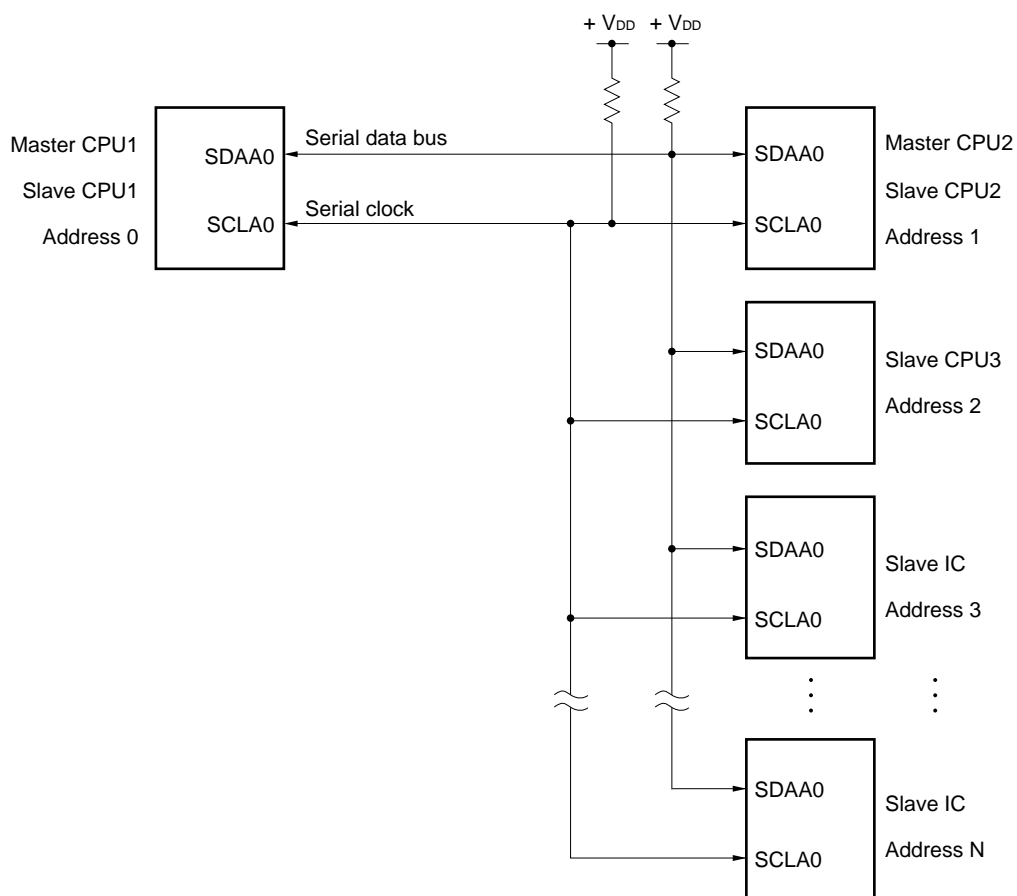 + VDD + VDD
Master CPU1
Slave CPU1
Address 0
SDAA0
SCLA0
Serial data bus
Serial clock
SDAA0
SCLA0
Master CPU2
Slave CPU2
Address 1
SDAA0
SCLA0
Slave CPU3
Address 2
SDAA0
SCLA0
Slave IC
Address 3
SDAA0
SCLA0
Slave IC
Address N